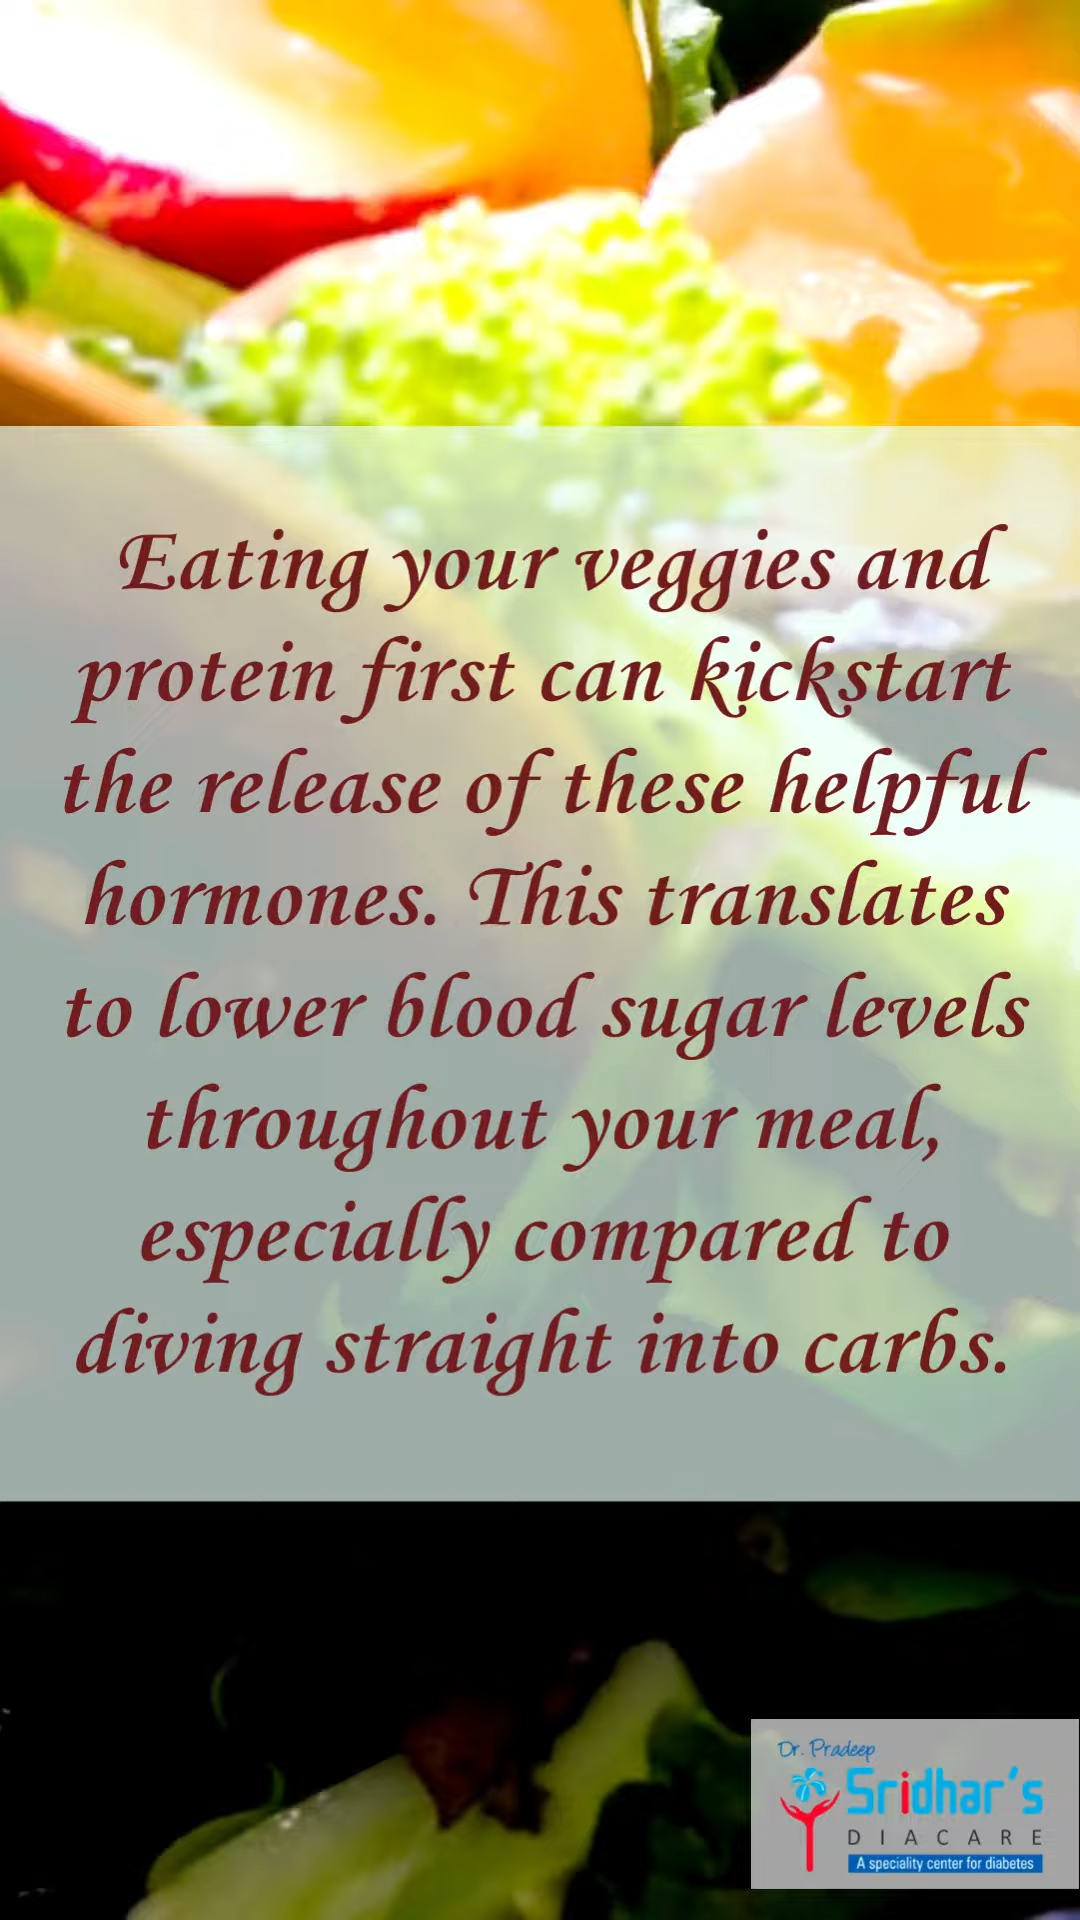 Eating your veggies and
protein first can kickstart
the release of these helpful
hormones. This translates
to lower blood sugar levels
throughout your meal,
especially compared to
diving straight into carbs.
Dr. Pradeep
Sridhar's
DIACARE
A speciality center for diabetes